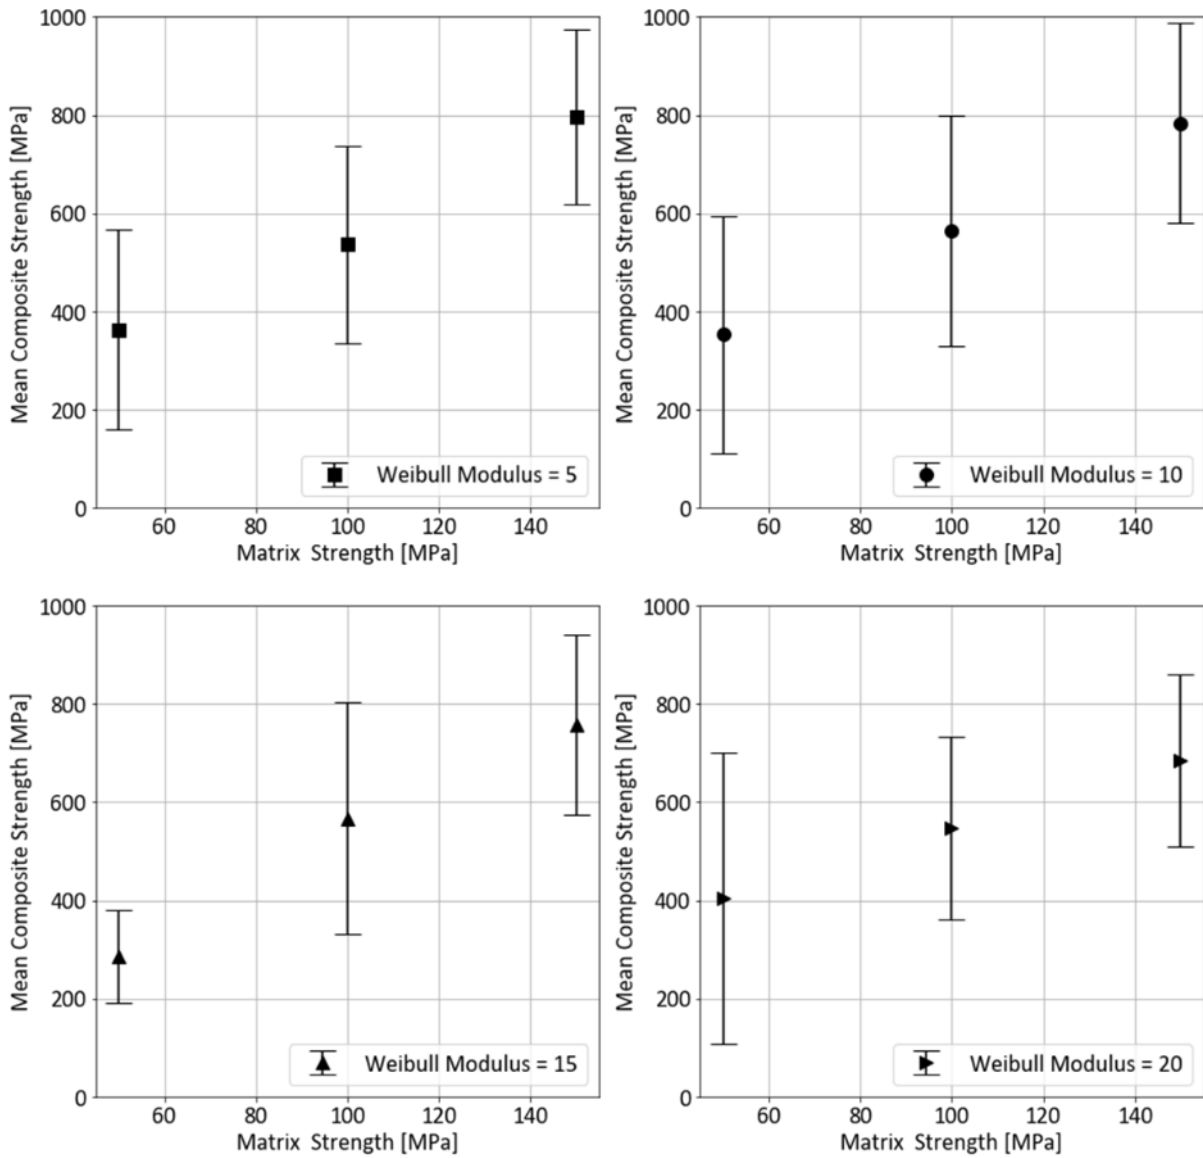 1000
800
600
400
200
0
Mean Composite Strength [MPa]
Weibull Modulus = 5
60 80 100 120 140
Matrix Strength [MPa]
1000
800
600
400
200
0
Mean Composite Strength [MPa]
Weibull Modulus = 10
60 80 100 120 140
Matrix Strength [MPa]
1000
800
600
400
200
0
Mean Composite Strength [MPa]
Weibull Modulus = 15
60 80 100 120 140
Matrix Strength [MPa]
1000
800
600
400
200
0
Mean Composite Strength [MPa]
Weibull Modulus = 20
60 80 100 120 140
Matrix Strength [MPa]